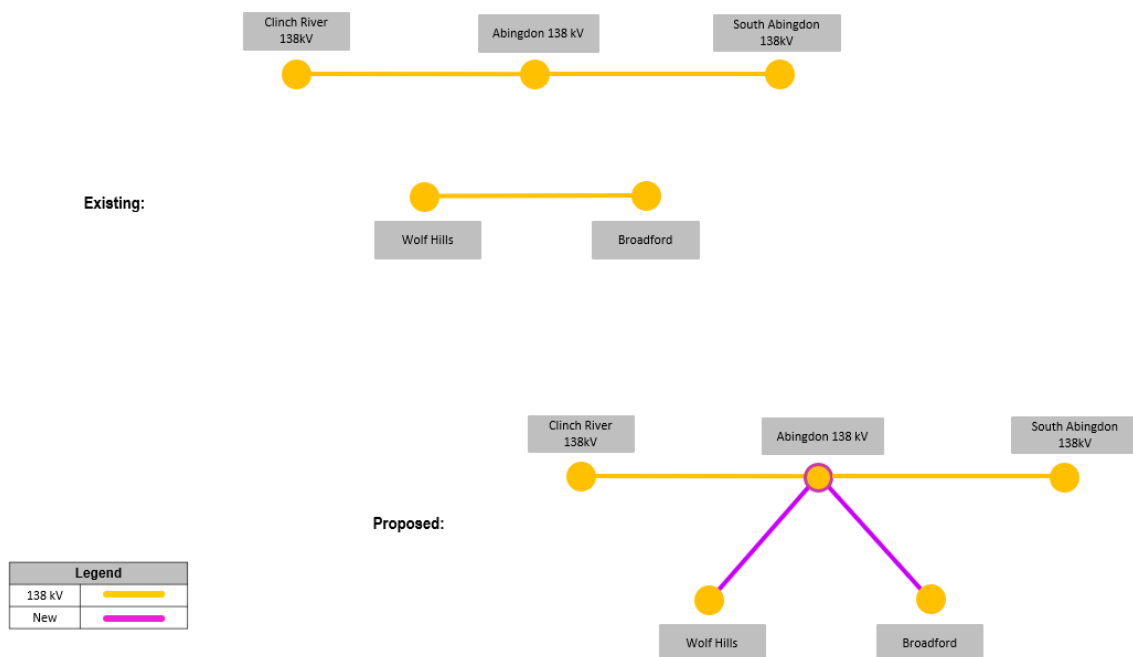 Clinch River
138kV
Abingdon 138 kV
South Abingdon
138kV
Existing:
Wolf Hills
Broadford
Clinch River
138kV
Abingdon 138 kV
South Abingdon
138kV
Proposed:
Wolf Hills
Broadford
Legend
138 kV
New